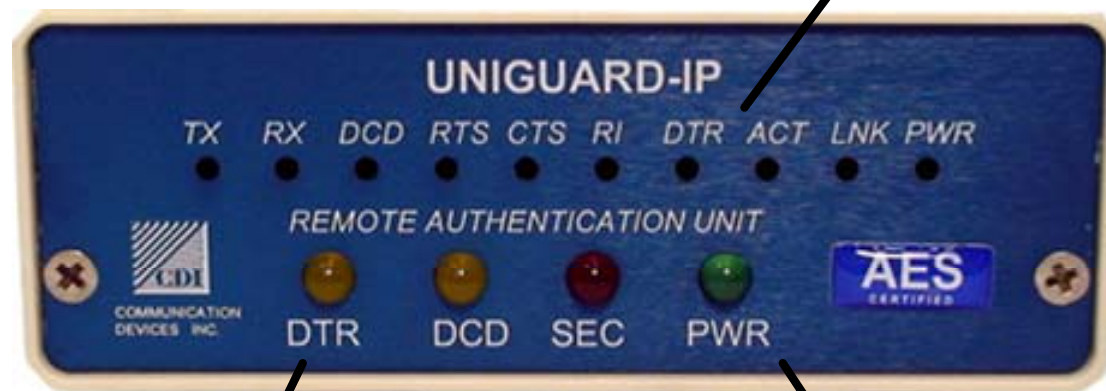 UNIGUARD-IP
TX RX DCD RTS CTS RI DTR ACT LNK PWR
REMOTE AUTHENTICATION UNIT
CDI
COMMUNICATION
DEVICES INC.
DTR DCD SEC PWR
AES
CERTIFIED